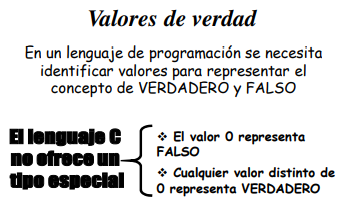 Valores de verdad
En un lenguaje de programación se necesita
identificar valores para representar el
concepto de VERDADERO y FALSO
El lenguaje C
no ofrece un
tipo especial
❖ El valor 0 representa
FALSO
❖ Cualquier valor distinto de
0 representa VERDADERO